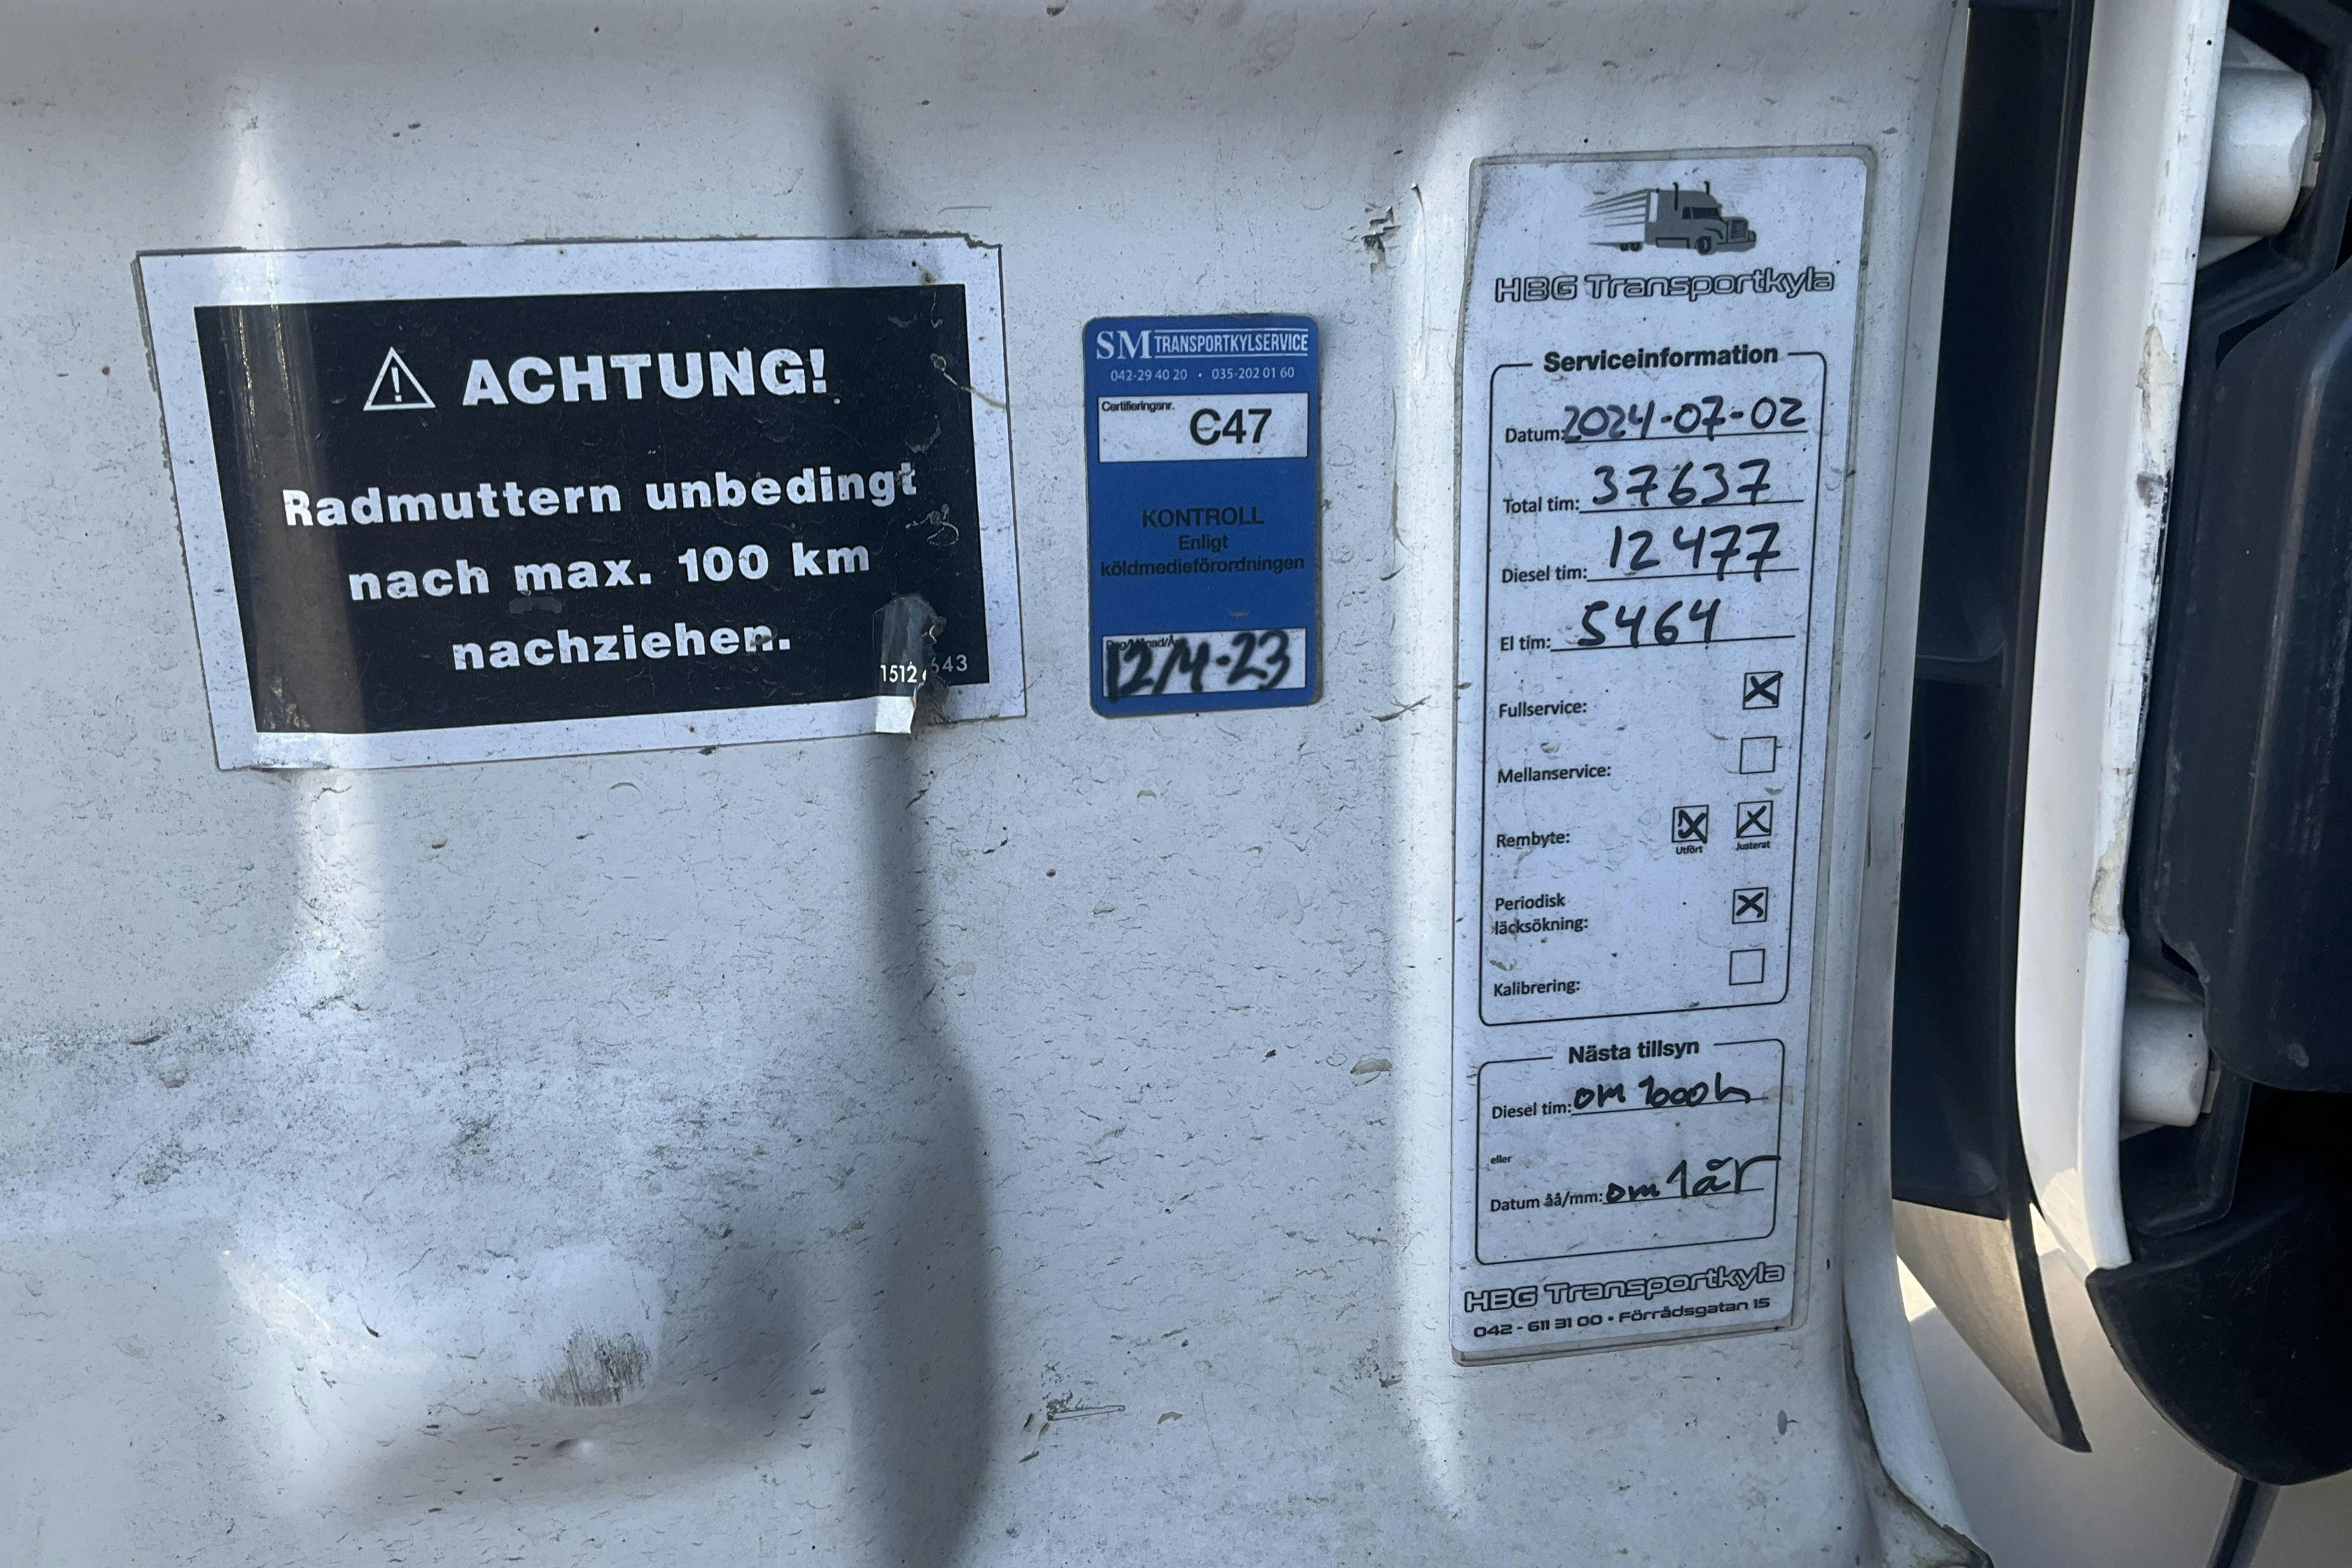 ACHTUNG!
Radmuttern unbedingt
nach max. 100 km
nachziehen.
1512 643
SM TRANSPORTKYLSERVICE
042-29 40 20 • 035-202 01 60
Certifieringsnr.
C47
KONTROLL
Enligt
köldmedieförordningen
12/4-23
HBG Transportkyla
Serviceinformation
Datum: 2024-07-02
Total tim: 37637
Diesel tim: 12477
El tim: 5464
Fullservice:
Mellanservice:
Rembyte:
Utfört Justerat
Periodisk
läcksökning:
Kalibrering:
Nästa tillsyn
Diesel tim: om 1000h
eller
Datum åå/mm: om 1 år
HBG Transportkyla
042 - 611 31 00 • Förrådsgatan 15